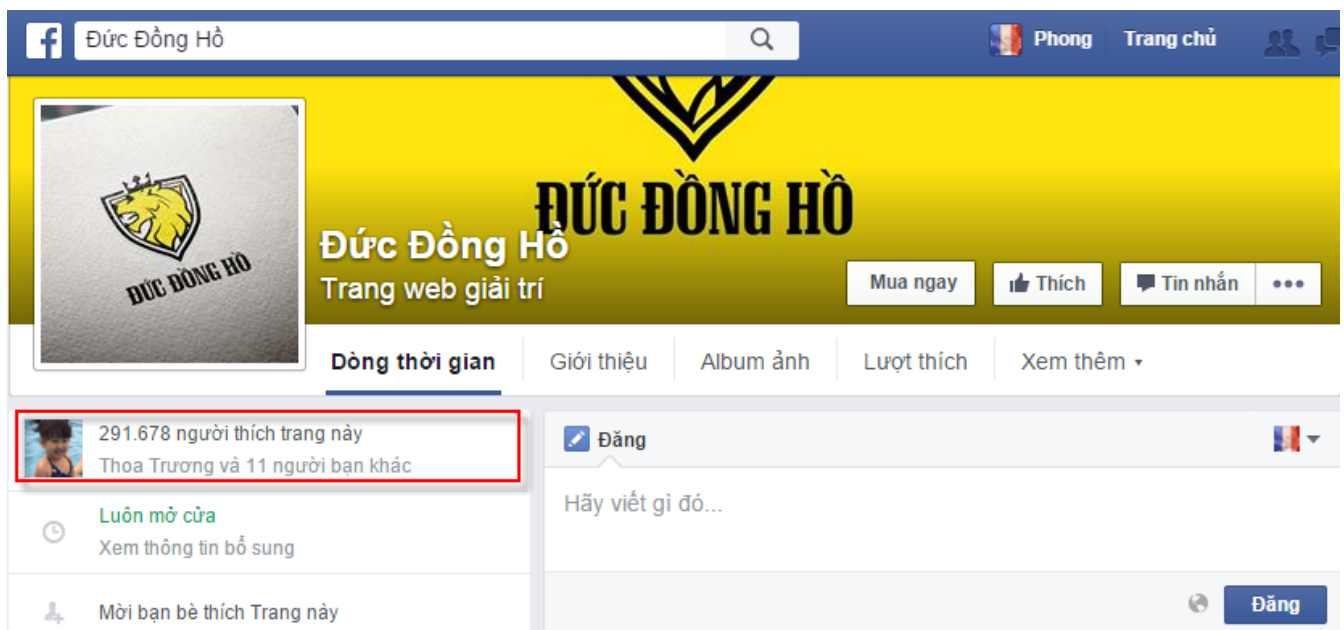 Đức Đồng Hồ
Phong Trang chủ
ĐỨC ĐỒNG HỒ
ĐỨC ĐỒNG HỒ
Đức Đồng Hồ
Trang web giải trí
Mua ngay Thích Tin nhắn
Dòng thời gian Giới thiệu Album ảnh Lượt thích Xem thêm
291.678 người thích trang này
Thoa Trương và 11 người bạn khác
Luôn mở cửa
Xem thông tin bổ sung
Mời bạn bè thích Trang này
Đăng
Hãy viết gì đó...
Đăng